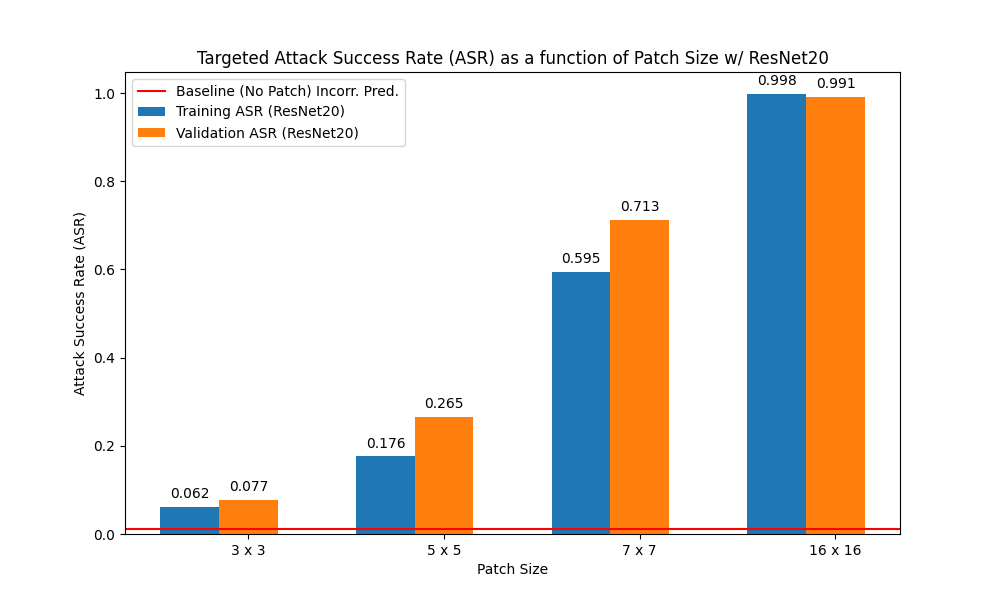 Targeted Attack Success Rate (ASR) as a function of Patch Size w/ ResNet20
Baseline (No Patch) Incorr. Pred.
Training ASR (ResNet20)
Validation ASR (ResNet20)
Attack Success Rate (ASR)
1.0
0.8
0.6
0.4
0.2
0.0
0.062
0.077
0.176
0.265
0.595
0.713
0.998
0.991
3 x 3
5 x 5
7 x 7
16 x 16
Patch Size